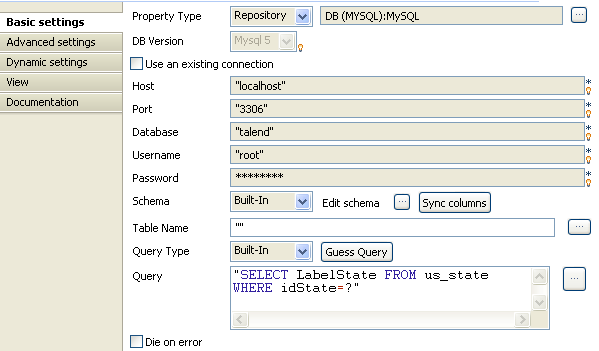 Basic settings
Advanced settings
Dynamic settings
View
Documentation
Property Type Repository DB (MYSQL):MySQL ...
DB Version Mysql 5
Use an existing connection
Host "localhost" *
Port "3306" *
Database "talend" *
Username "root" *
Password ******** *
Schema Built-In Edit schema ... Sync columns
Table Name "" ...
Query Type Built-In Guess Query
Query "SELECT LabelState FROM us_state ...
WHERE idState=?"
Die on error